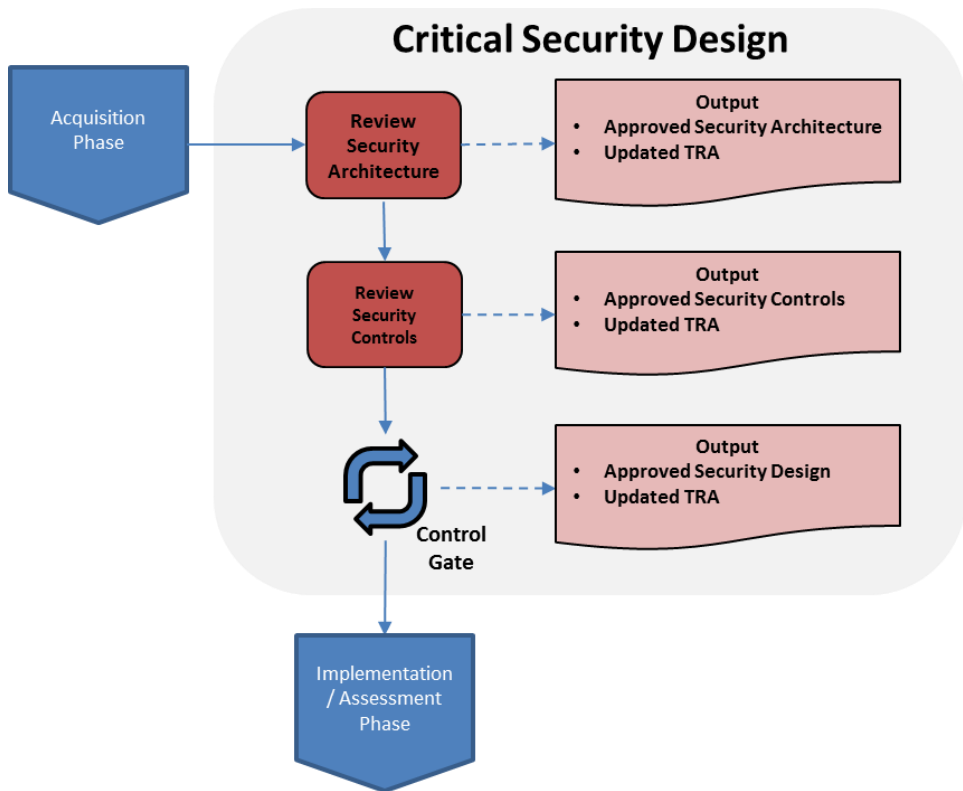 Critical Security Design
Acquisition
Phase
Review
Security
Architecture
Output
• Approved Security Architecture
• Updated TRA
Review
Security
Controls
Output
• Approved Security Controls
• Updated TRA
Control
Gate
Output
• Approved Security Design
• Updated TRA
Implementation
/ Assessment
Phase